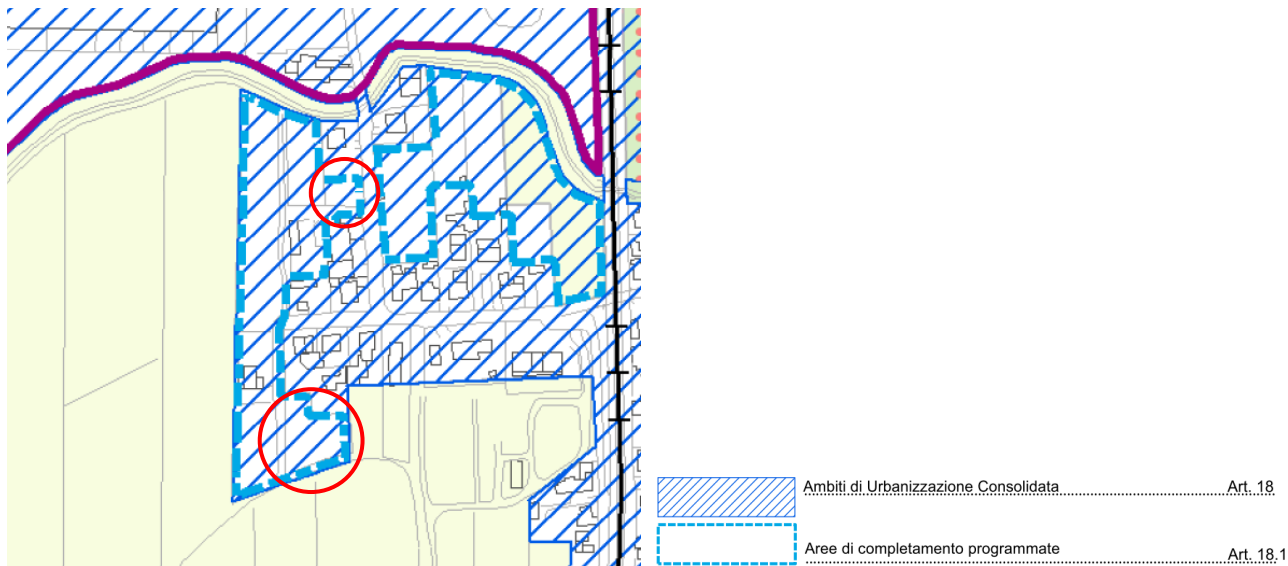 Ambiti di Urbanizzazione Consolidata Art. 18
Aree di completamento programmate Art. 18.1